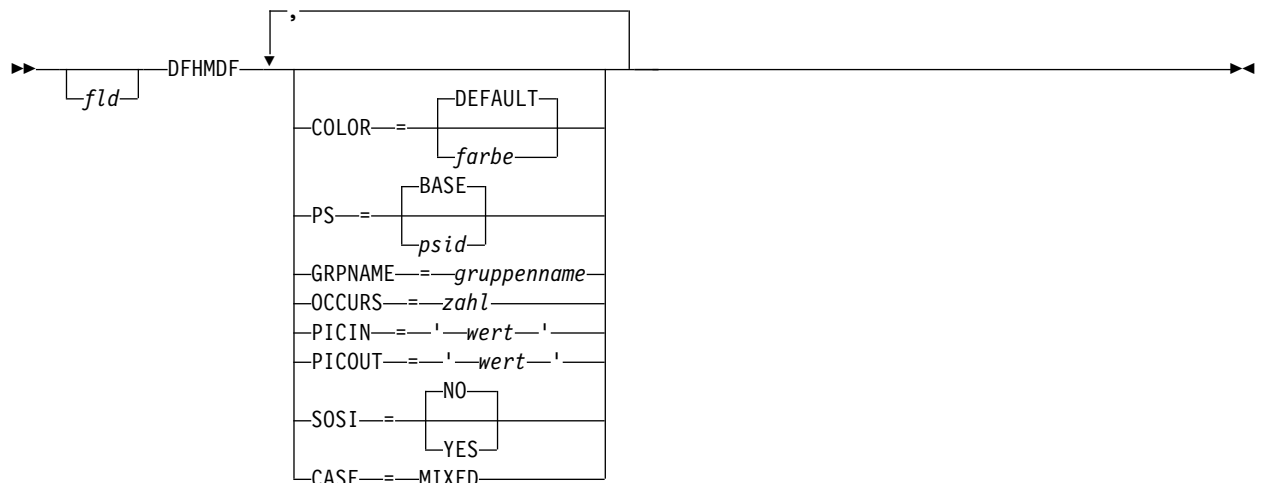 ,
DFHMDF
fld
DEFAULT
COLOR =
farbe
BASE
PS =
psid
GRPNAME = gruppenname
OCCURS = zahl
PICIN = ' wert '
PICOUT = ' wert '
NO
SOSI =
YES
CASE = MIXED